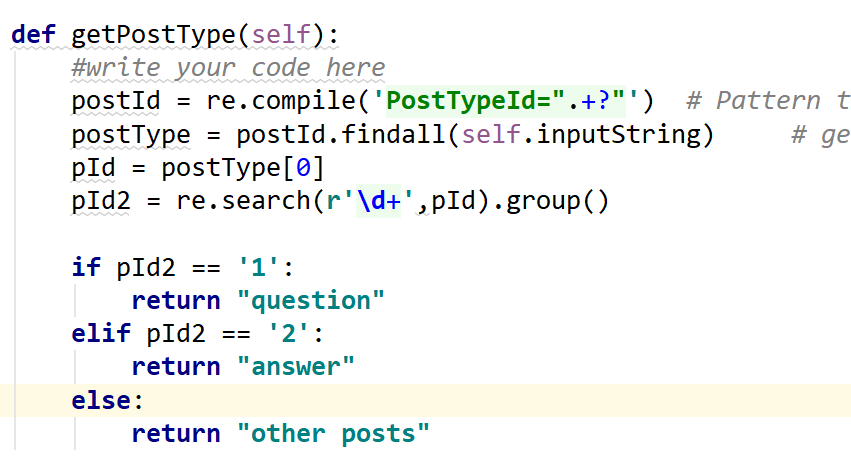 def getPostType(self):
    #write your code here
    postId = re.compile('PostTypeId=".+?"')  # Pattern t
    postType = postId.findall(self.inputString)     # ge
    pId = postType[0]
    pId2 = re.search(r'\d+',pId).group()

    if pId2 == '1':
        return "question"
    elif pId2 == '2':
        return "answer"
    else:
        return "other posts"